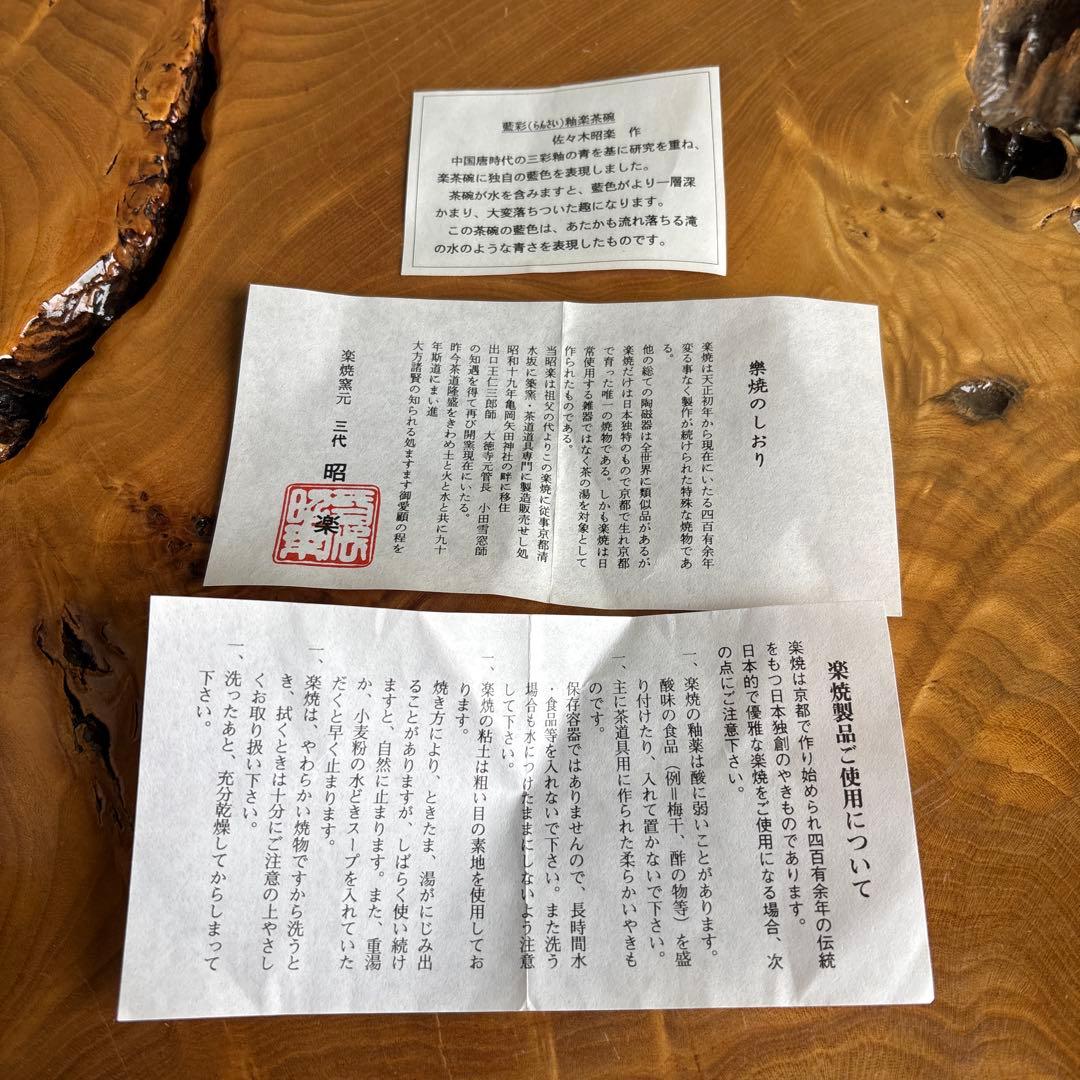 藍彩(らんさい)釉楽茶碗
佐々木昭楽 作
中国唐時代の三彩釉の青を基に研究を重ね、
楽茶碗に独自の藍色を表現しました。
茶碗が水を含みますと、藍色がより一層深
かまり、大変落ちついた趣になります。
この茶碗の藍色は、あたかも流れ落ちる滝
の水のような青さを表現したものです。
樂焼のしおり
楽焼は天正初年から現在にいたる四百有余年
変る事なく製作が続けられた特殊な焼物であ
る。
他の総ての陶磁器は全世界に類似品があるが
楽焼だけは日本独特のもので京都で生れ京都
で育った唯一の焼物である。しかも楽焼は日
常使用する雑器ではなく茶の湯を対象として
作られたものである。
当昭楽は祖父の代よりこの楽焼に従事京都清
水坂に築窯・茶道道具専門に製造販売せし処
昭和十九年亀岡矢田神社の畔に移住
出口王仁三郎師 大徳寺元管長 小田雪窓師
の知遇を得て再び開窯現在にいたる。
昨今茶道隆盛をきわめ土と火と水と共に九十
年斯道にまい進
大方諸賢の知られる処ますます御愛顧の程を
楽焼窯元 三代 昭楽
楽焼製品ご使用について
楽焼は京都で作り始められ四百有余年の伝統
をもつ日本独創のやきものであります。
日本的で優雅な楽焼をご使用になる場合、次
の点にご注意下さい。
一、楽焼の釉薬は酸に弱いことがあります。
酸味の食品（例＝梅干、酢の物等）を盛
り付けたり、入れて置かないで下さい。
一、主に茶道具用に作られた柔らかいやきも
のです。
保存容器ではありませんので、長時間水
・食品等を入れないで下さい。また洗う
場合も水につけたままにしないよう注意
して下さい。
一、楽焼の粘土は粗い目の素地を使用してお
ります。
焼き方により、ときたま、湯がにじみ出
ることがありますが、しばらく使い続け
ますと、自然に止まります。また、重湯
か、小麦粉の水どきスープを入れていた
だくと早く止まります。
一、楽焼は、やわらかい焼物ですから洗うと
き、拭くときは十分にご注意の上やさし
くお取り扱い下さい。
一、洗ったあと、充分乾燥してからしまって
下さい。